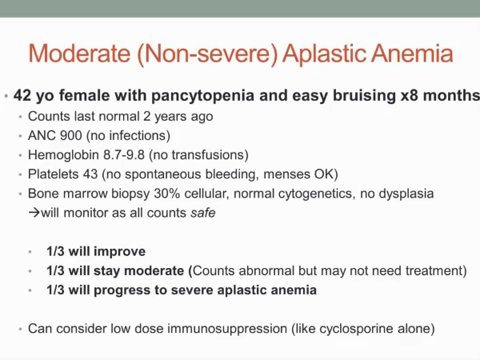 Moderate (Non-severe) Aplastic Anemia
• 42 yo female with pancytopenia and easy bruising x8 months
• Counts last normal 2 years ago
• ANC 900 (no infections)
• Hemoglobin 8.7-9.8 (no transfusions)
• Platelets 43 (no spontaneous bleeding, menses OK)
• Bone marrow biopsy 30% cellular, normal cytogenetics, no dysplasia
→will monitor as all counts safe
• 1/3 will improve
• 1/3 will stay moderate (Counts abnormal but may not need treatment)
• 1/3 will progress to severe aplastic anemia
• Can consider low dose immunosuppression (like cyclosporine alone)